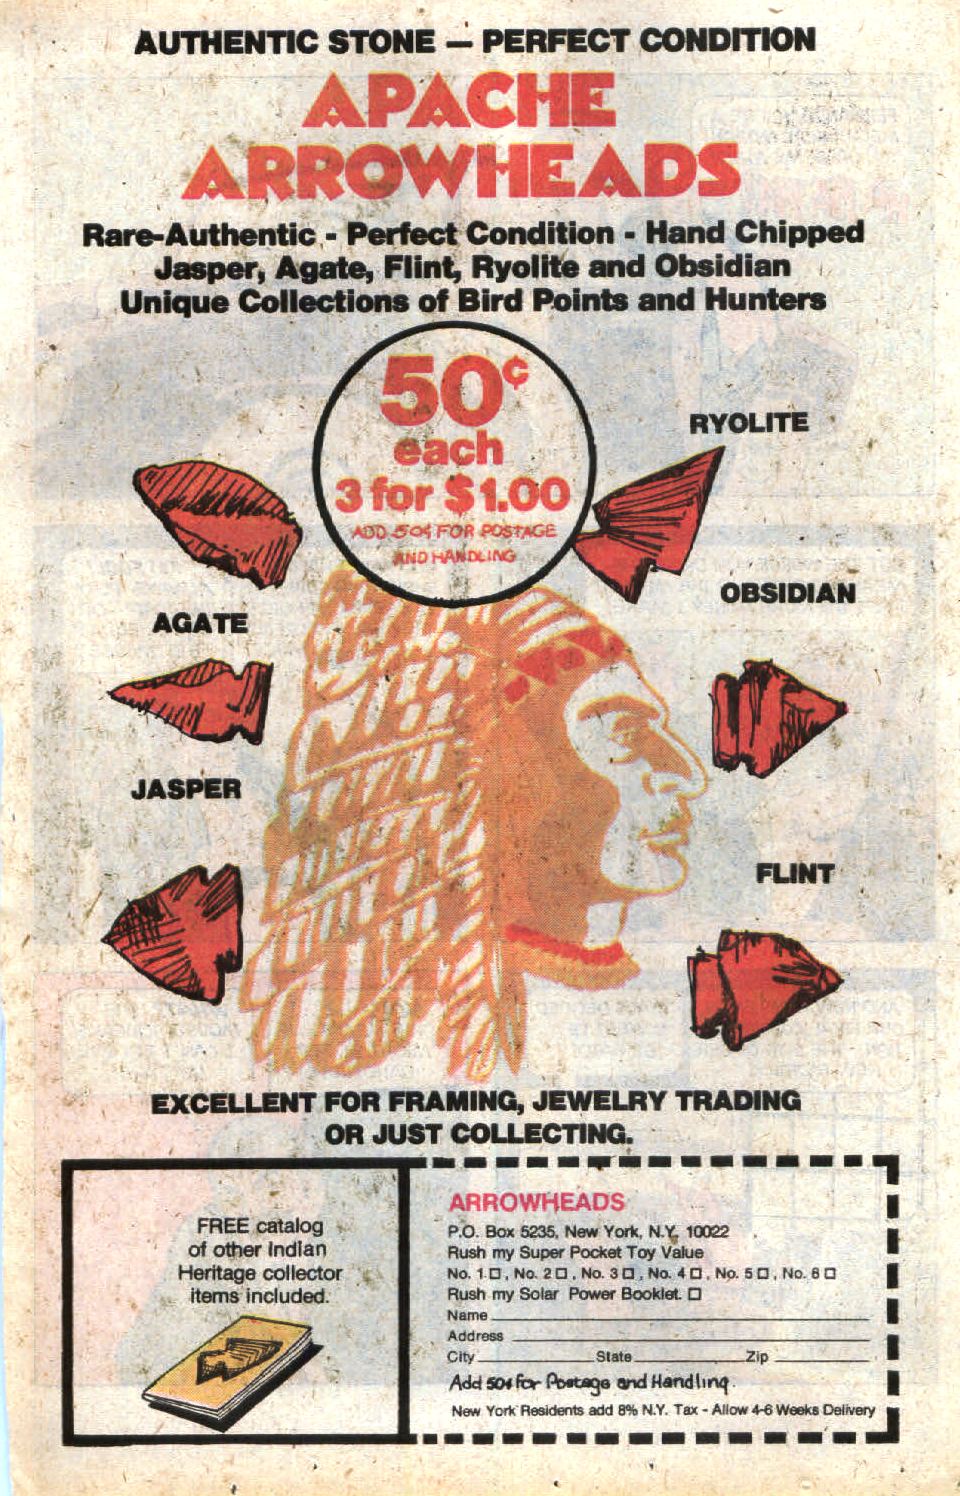 AUTHENTIC STONE — PERFECT CONDITION
APACHE
ARROWHEADS
Rare-Authentic - Perfect Condition - Hand Chipped
Jasper, Agate, Flint, Ryolite and Obsidian
Unique Collections of Bird Points and Hunters
50¢
each
3 for $1.00
ADD 50¢ FOR POSTAGE
AND HANDLING
RYOLITE
OBSIDIAN
AGATE
JASPER
FLINT
EXCELLENT FOR FRAMING, JEWELRY TRADING
OR JUST COLLECTING.
FREE catalog
of other Indian
Heritage collector
items included.
ARROWHEADS
P.O. Box 5235, New York, N.Y. 10022
Rush my Super Pocket Toy Value
No. 1 □, No. 2 □, No. 3 □, No. 4 □, No. 5 □, No. 6 □
Rush my Solar Power Booklet. □
Name
Address
City State Zip
Add 50¢ for Postage and Handling.
New York Residents add 8% N.Y. Tax - Allow 4-6 Weeks Delivery